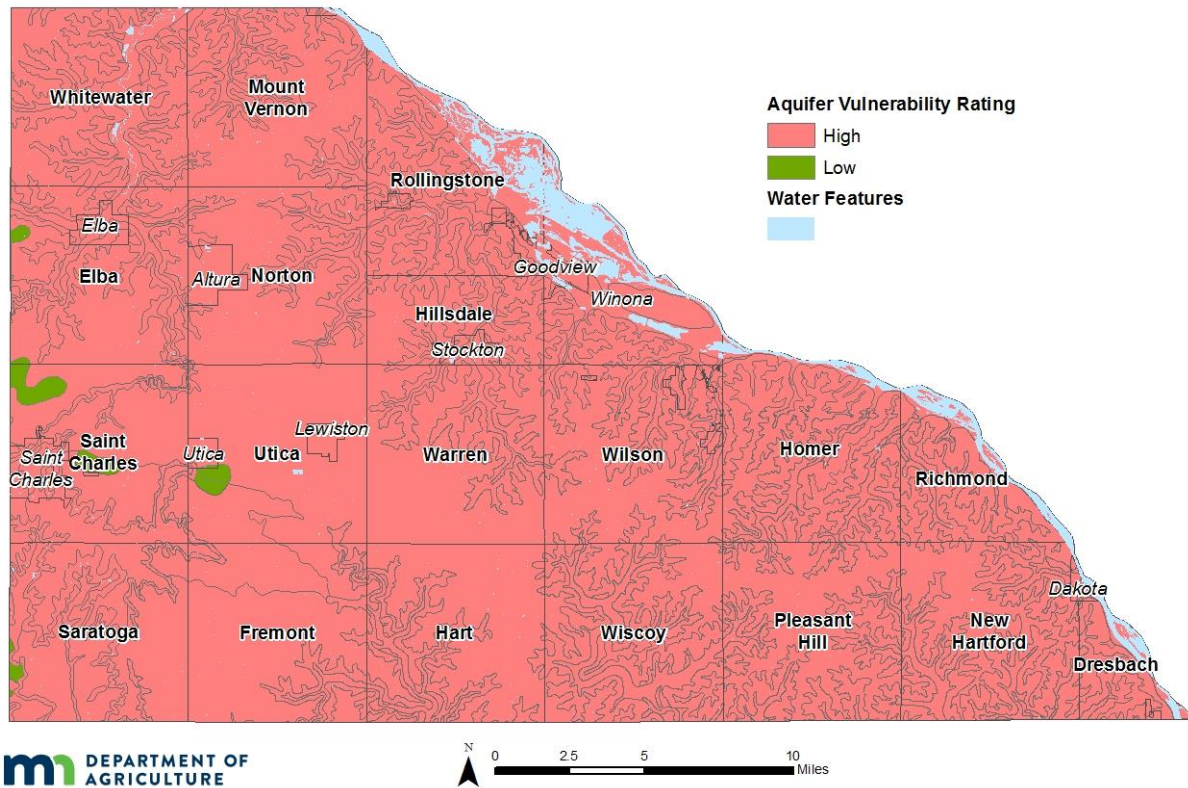 Whitewater
Mount
Vernon
Aquifer Vulnerability Rating
High
Low
Water Features
Rollingstone
Elba
Elba
Altura
Norton
Goodview
Winona
Hillsdale
Stockton
Saint
Charles
Saint
Charles
Utica
Utica
Lewiston
Warren
Wilson
Homer
Richmond
Dakota
Saratoga
Fremont
Hart
Wiscoy
Pleasant
Hill
New
Hartford
Dresbach
mn DEPARTMENT OF
AGRICULTURE
N
0 2.5 5 10
Miles